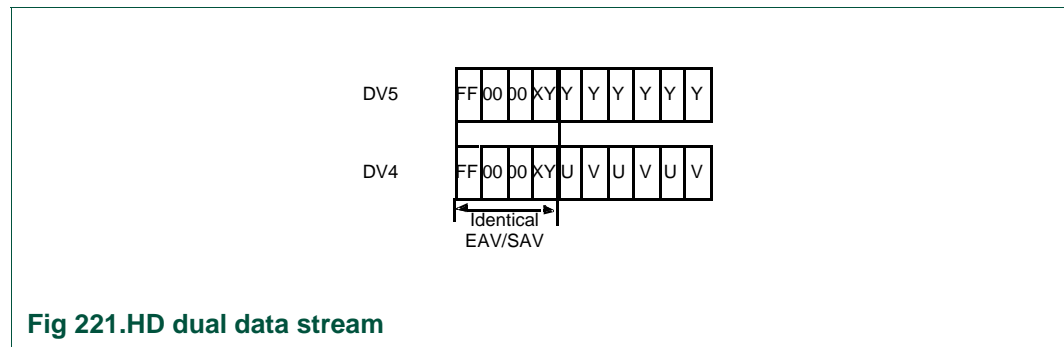 DV5 FF 00 00 XY Y Y Y Y Y Y
DV4 FF 00 00 XY U V U V U V
Identical
EAV/SAV
Fig 221.HD dual data stream